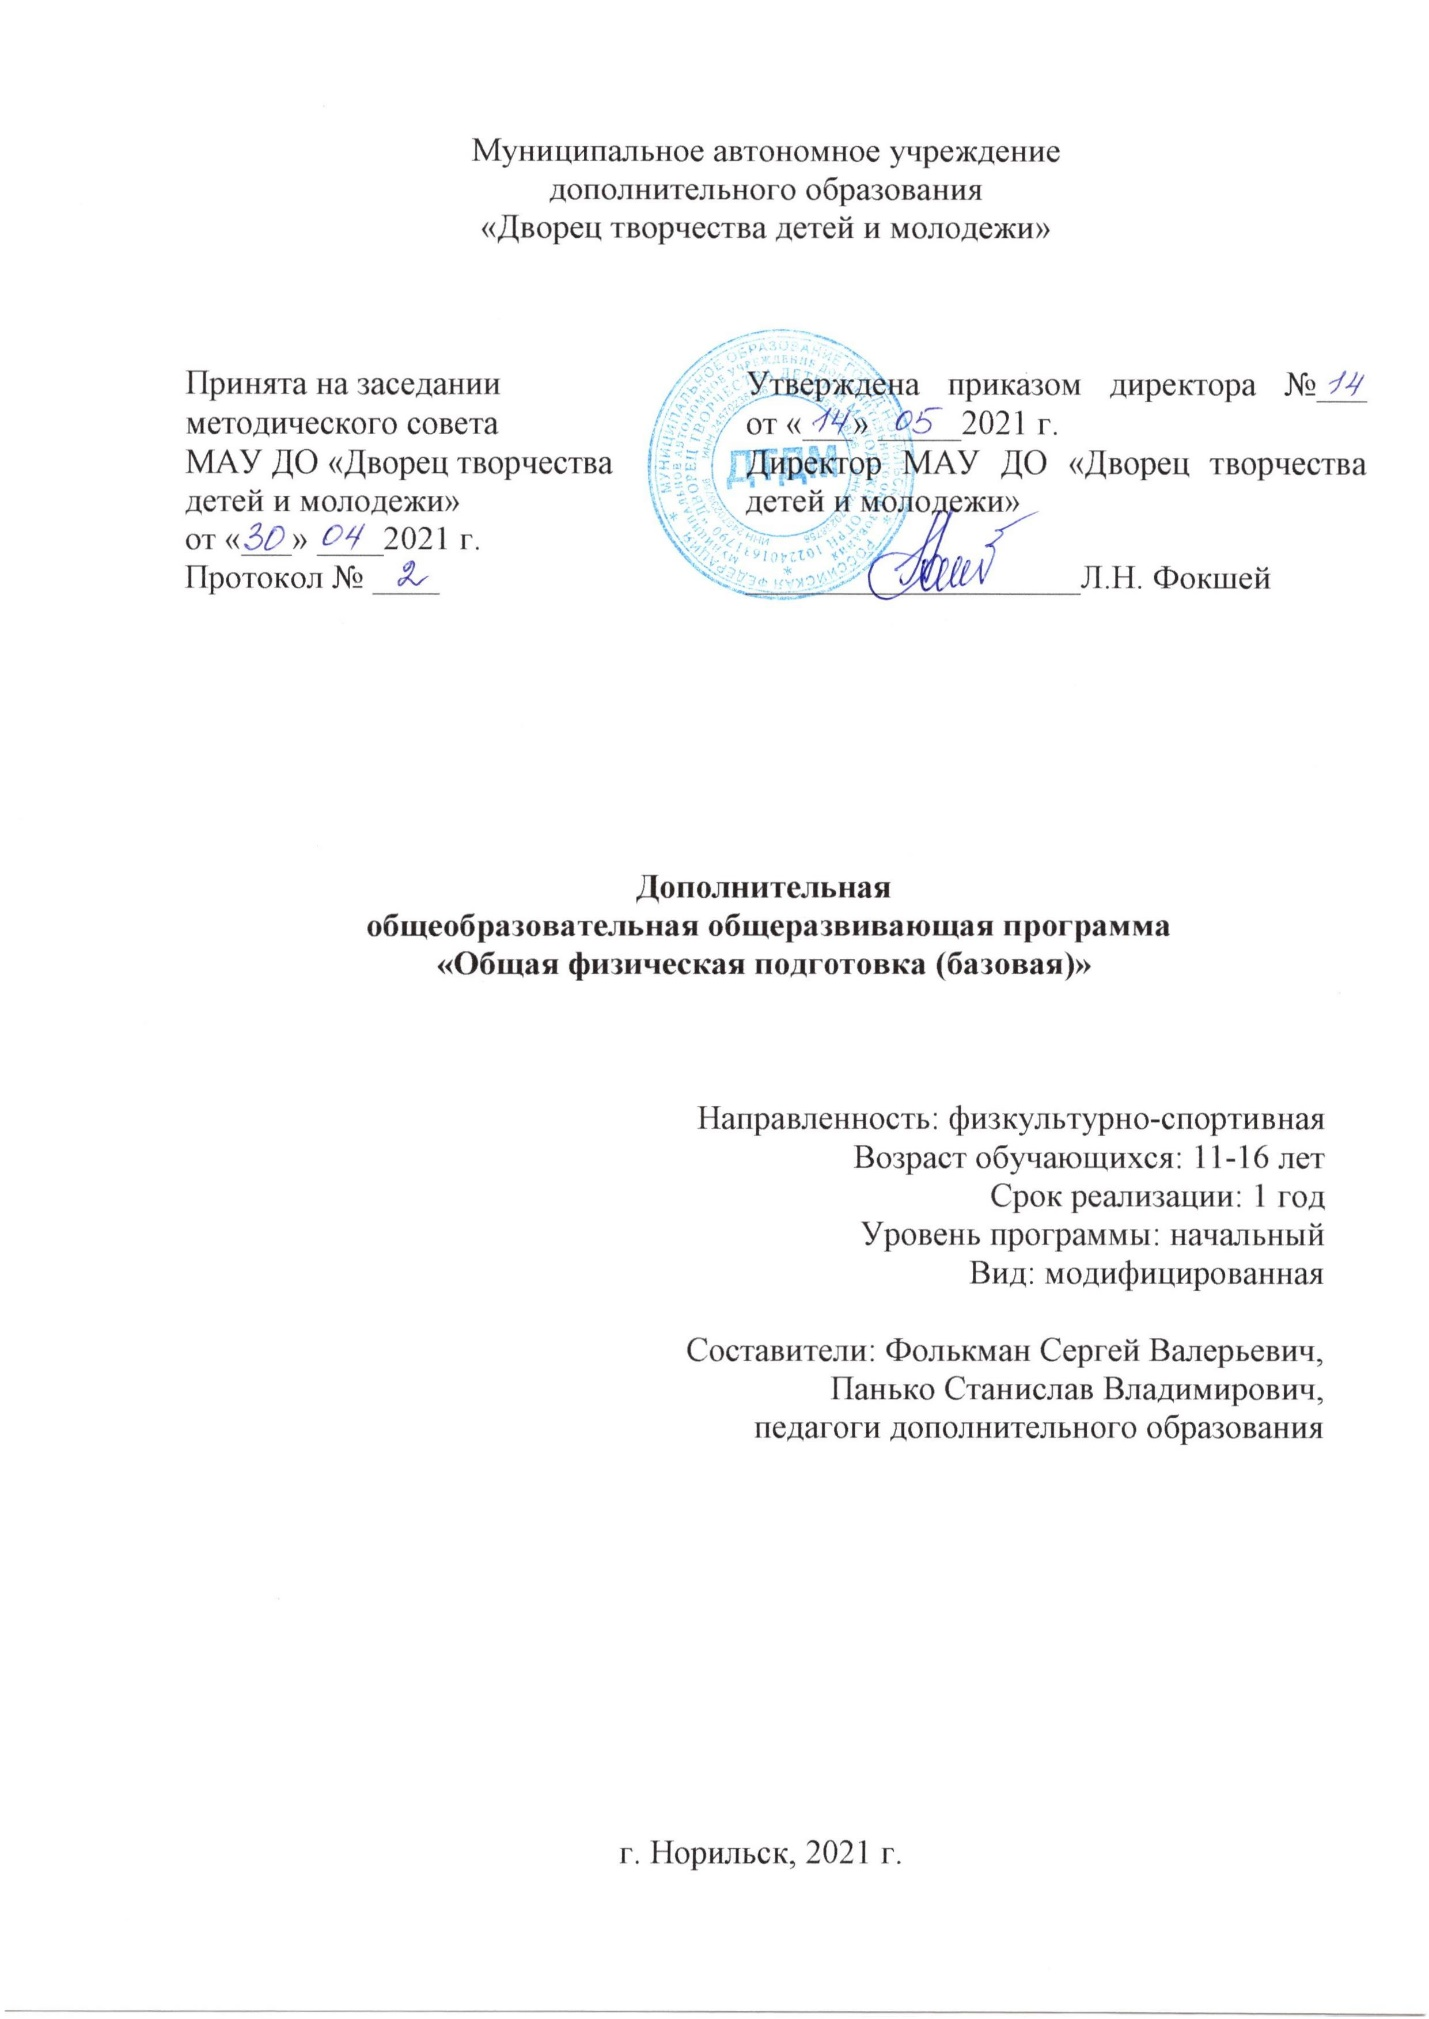 Муниципальное автономное учреждение
дополнительного образования
«Дворец творчества детей и молодежи»
Принята на заседании
методического совета
МАУ ДО «Дворец творчества
детей и молодежи»
от «30» 04 2021 г.
Протокол № 2
Утверждена приказом директора № 14
от «14» 05 2021 г.
Директор МАУ ДО «Дворец творчества
детей и молодежи»
Л.Н. Фокшей
ДТДМ
Дополнительная
общеобразовательная общеразвивающая программа
«Общая физическая подготовка (базовая)»
Направленность: физкультурно-спортивная
Возраст обучающихся: 11-16 лет
Срок реализации: 1 год
Уровень программы: начальный
Вид: модифицированная
Составители: Фолькман Сергей Валерьевич,
Панько Станислав Владимирович,
педагоги дополнительного образования
г. Норильск, 2021 г.